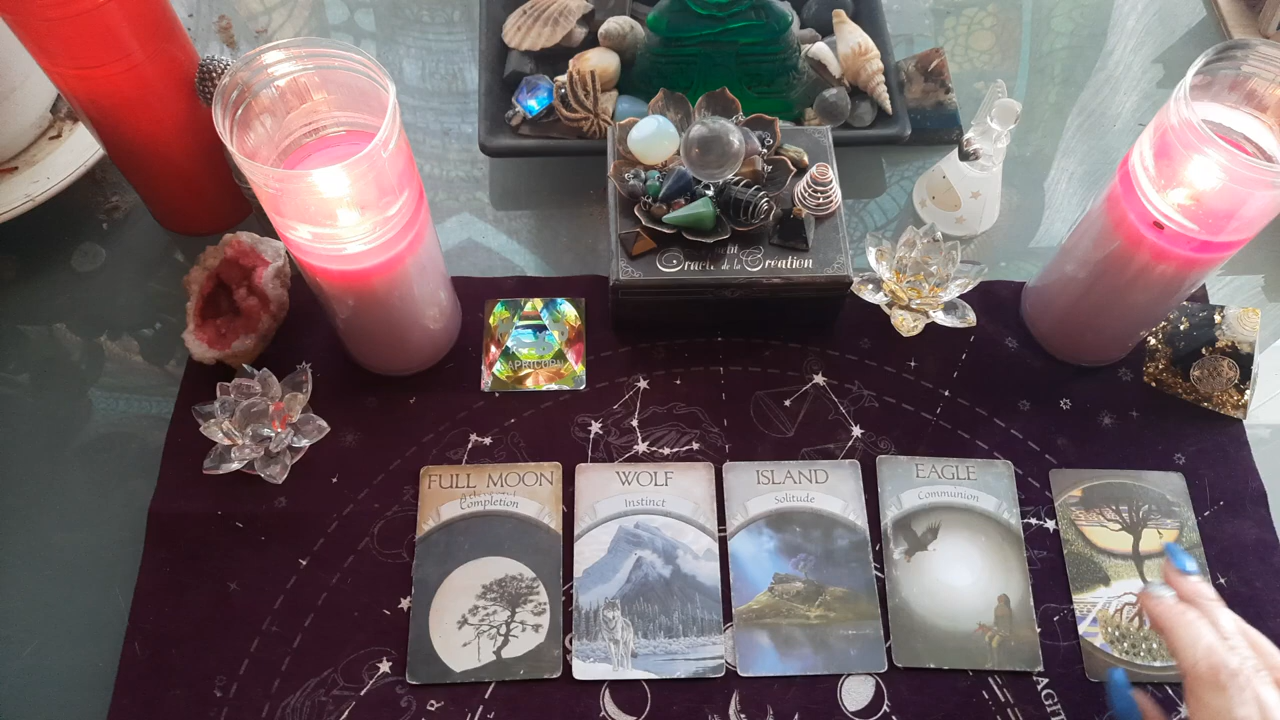 Oracle de la Création
CAPRICORN
FULL MOON
Completion
WOLF
Instinct
ISLAND
Solitude
EAGLE
Communion